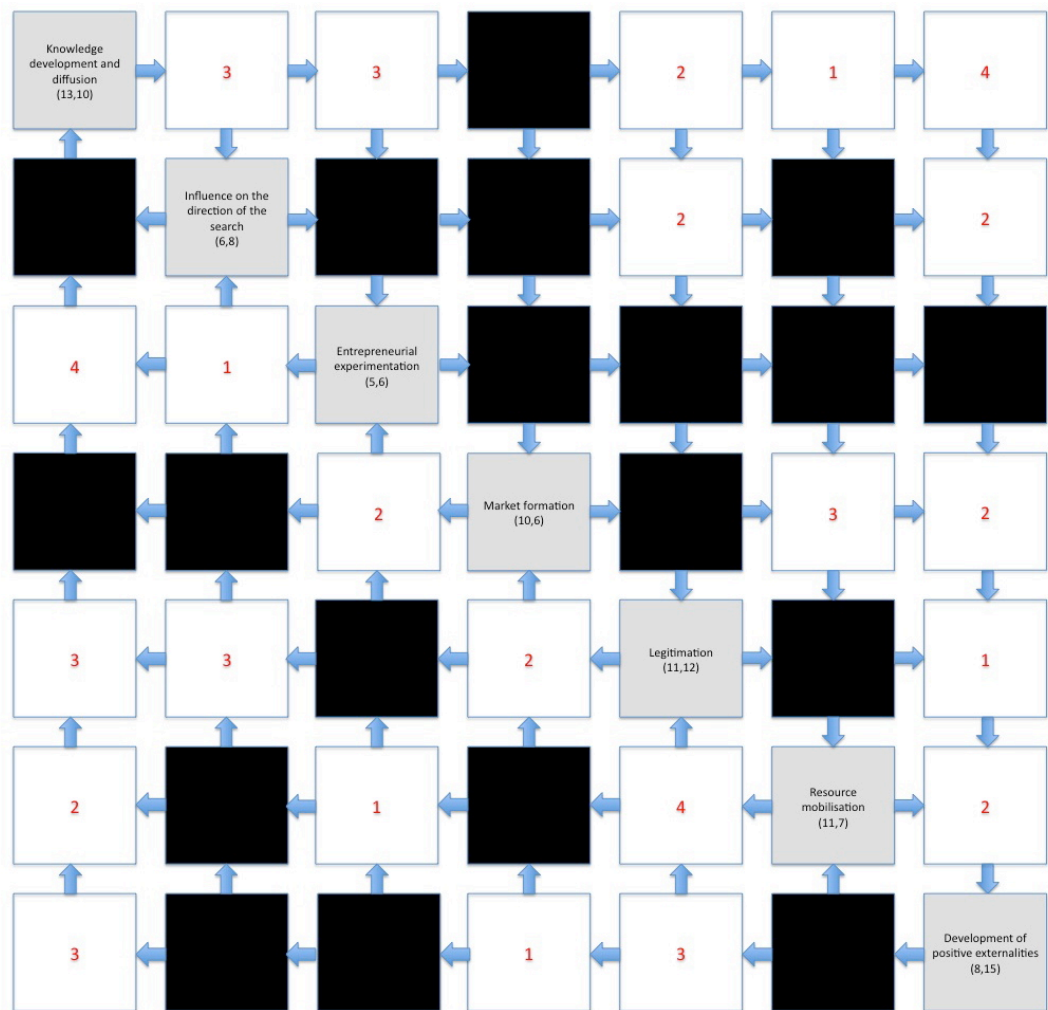 Knowledge
development and
diffusion
(13,10)
3
3
2
1
4
Influence on the
direction of the
search
(6,8)
2
2
4
1
Entrepreneurial
experimentation
(5,6)
2
Market formation
(10,6)
3
2
3
3
2
Legitimation
(11,12)
1
2
1
4
Resource
mobilisation
(11,7)
2
3
1
3
Development of
positive externalities
(8,15)